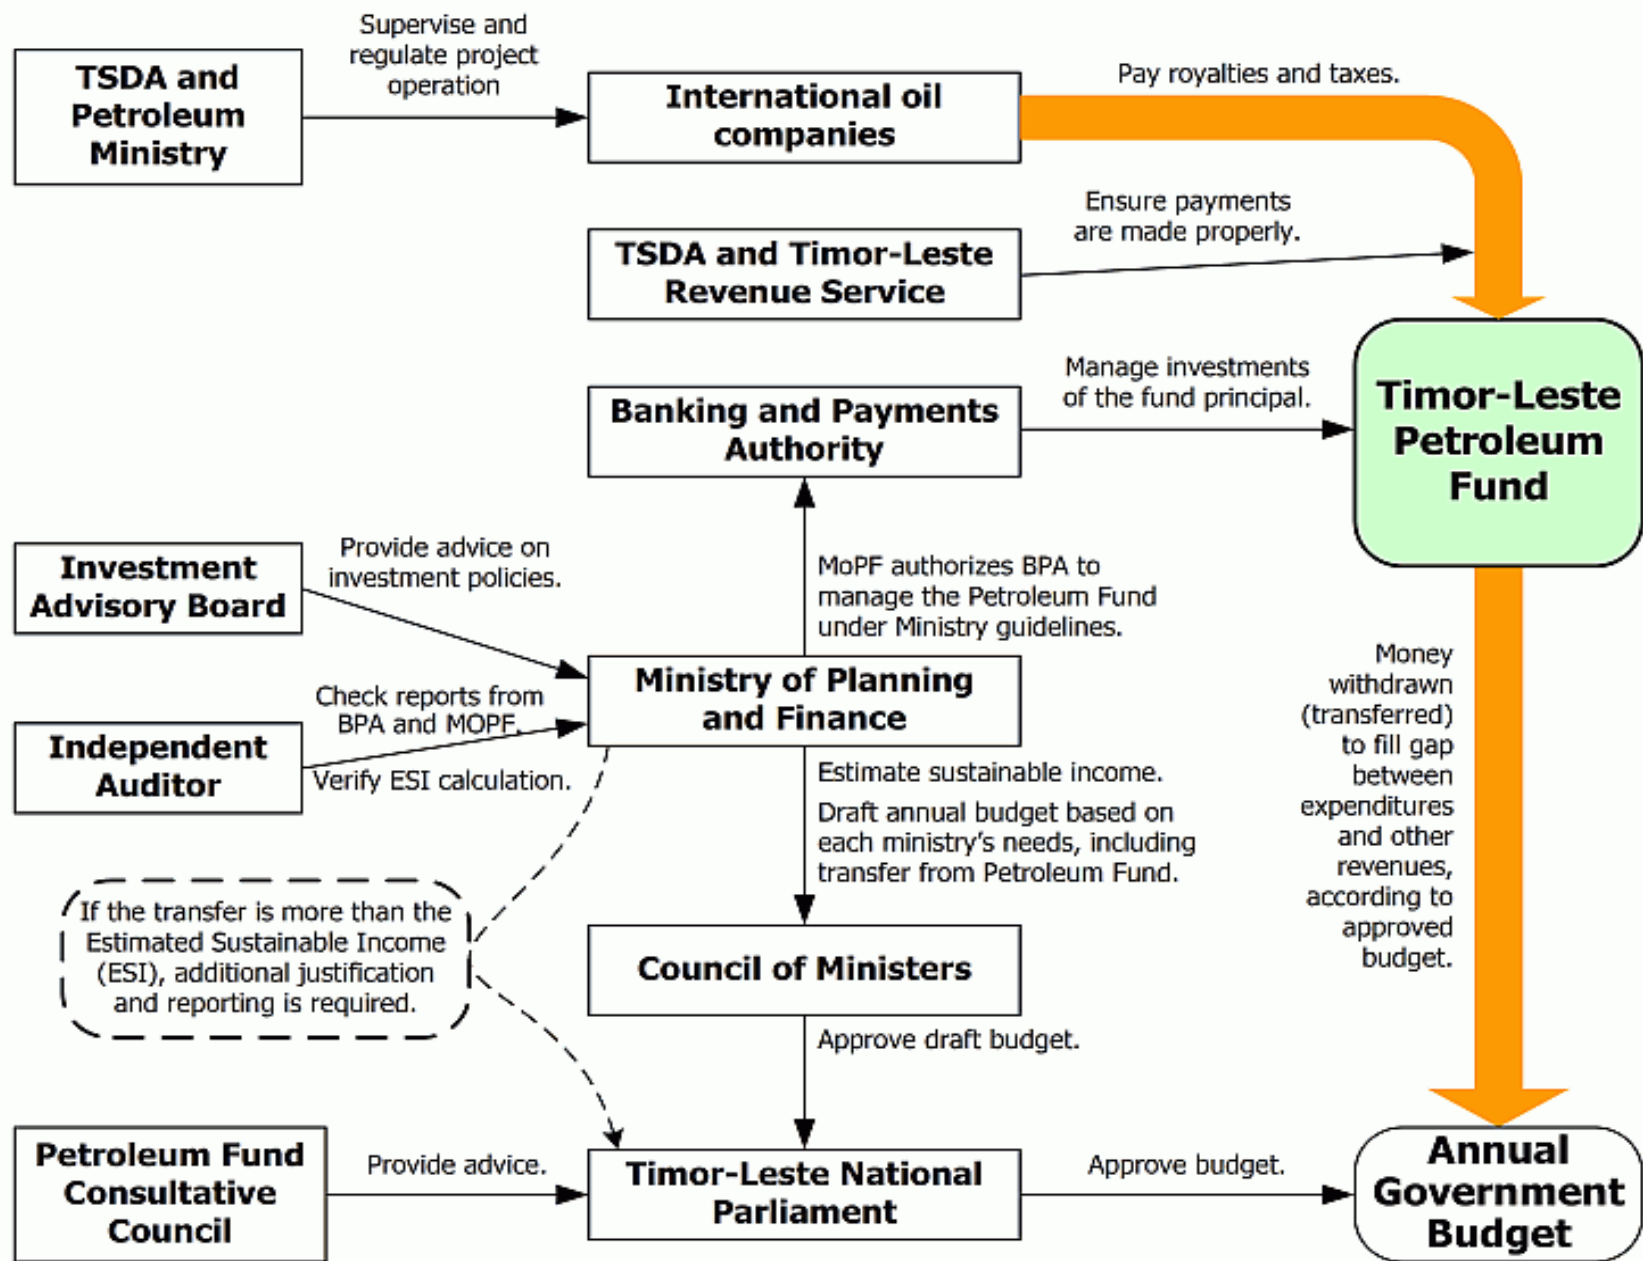 Supervise and
regulate project
operation
TSDA and
Petroleum
Ministry
International oil
companies
Pay royalties and taxes.
Ensure payments
are made properly.
TSDA and Timor-Leste
Revenue Service
Manage investments
of the fund principal.
Banking and Payments
Authority
Timor-Leste
Petroleum
Fund
Provide advice on
investment policies.
Investment
Advisory Board
MoPF authorizes BPA to
manage the Petroleum Fund
under Ministry guidelines.
Ministry of Planning
and Finance
Check reports from
BPA and MOPF.
Independent
Auditor
Verify ESI calculation.
Estimate sustainable income.
Draft annual budget based on
each ministry’s needs, including
transfer from Petroleum Fund.
Money
withdrawn
(transferred)
to fill gap
between
expenditures
and other
revenues,
according to
approved
budget.
If the transfer is more than the
Estimated Sustainable Income
(ESI), additional justification
and reporting is required.
Council of Ministers
Approve draft budget.
Petroleum Fund
Consultative
Council
Provide advice.
Timor-Leste National
Parliament
Approve budget.
Annual
Government
Budget